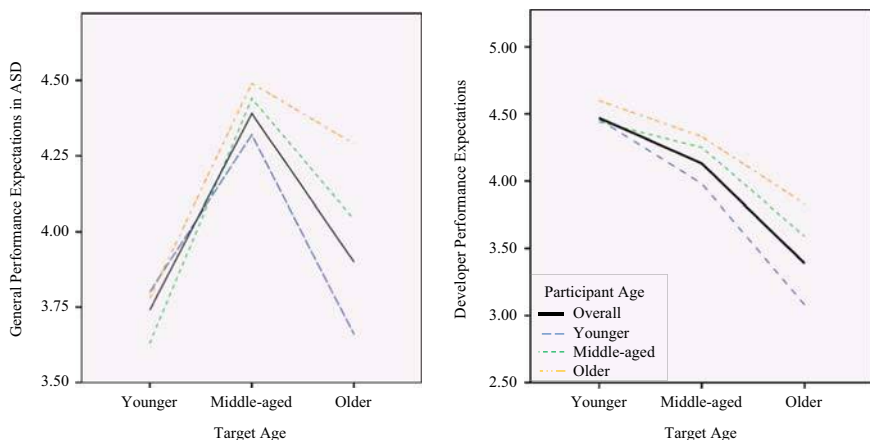 General Performance Expectations in ASD
4.50
4.25
4.00
3.75
3.50
Younger
Middle-aged
Older
Target Age
Developer Performance Expectations
5.00
4.50
4.00
3.50
3.00
2.50
Participant Age
Overall
Younger
Middle-aged
Older
Younger
Middle-aged
Older
Target Age